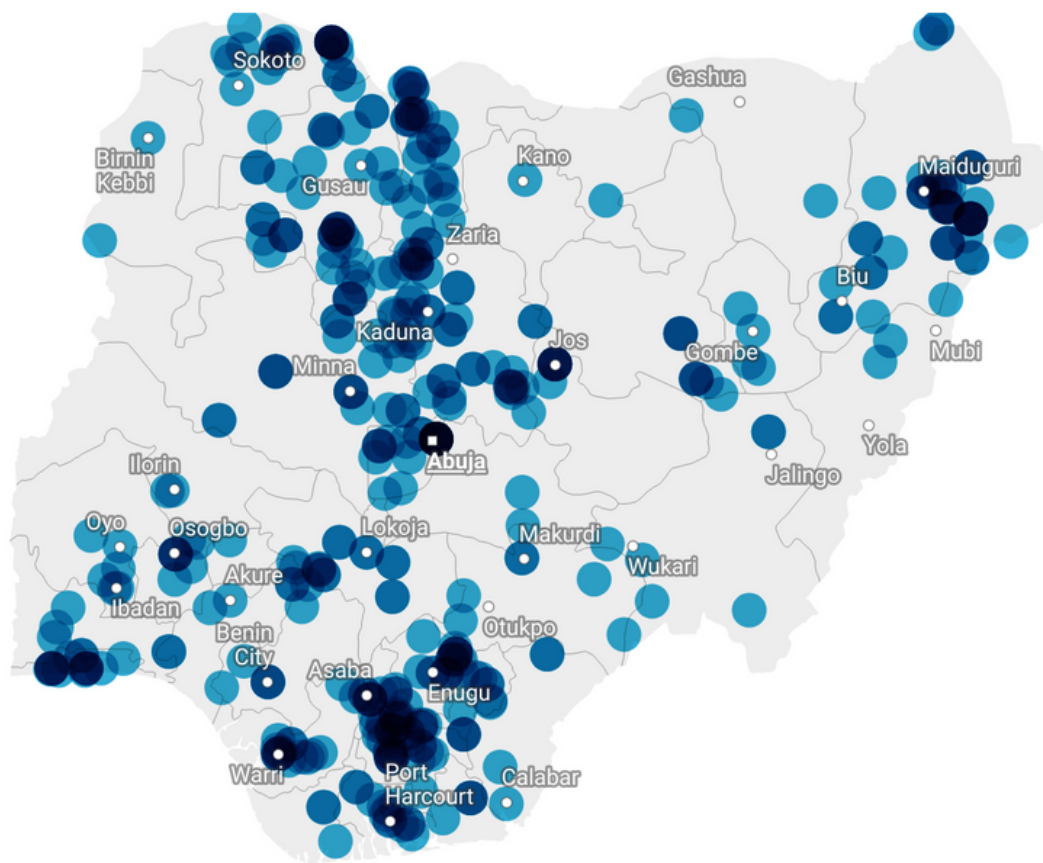 Sokoto
Gashua
Birnin
Kebbi
Gusau
Kano
Maiduguri
Zaria
Biu
Kaduna
Mubi
Minna
Jos
Gombe
Abuja
Yola
Jalingo
Ilorin
Oyo
Osogbo
Lokoja
Makurdi
Wukari
Akure
Ibadan
Otukpo
Benin
City
Asaba
Enugu
Warri
Port
Harcourt
Calabar